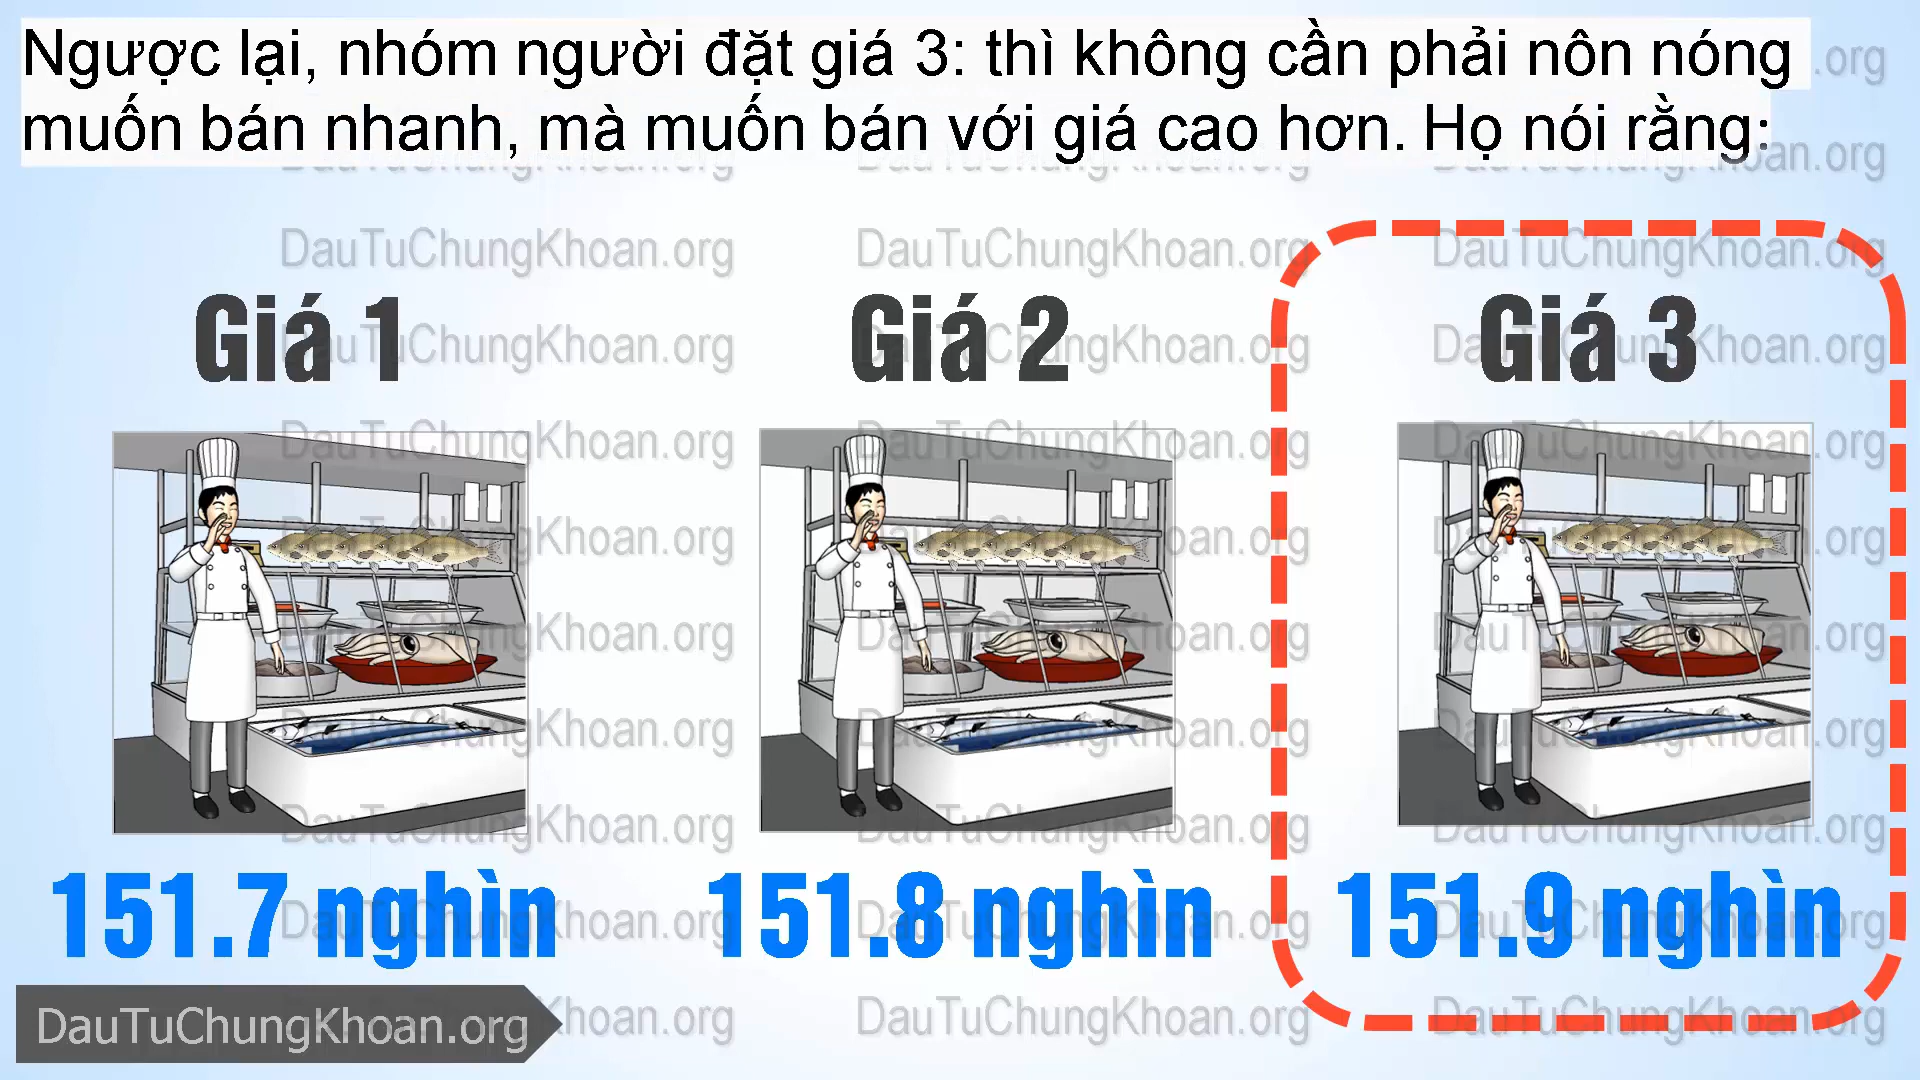 Ngược lại, nhóm người đặt giá 3: thì không cần phải nôn nóng
muốn bán nhanh, mà muốn bán với giá cao hơn. Họ nói rằng:
Giá 1 Giá 2 Giá 3
151.7 nghìn 151.8 nghìn 151.9 nghìn
DauTuChungKhoan.org